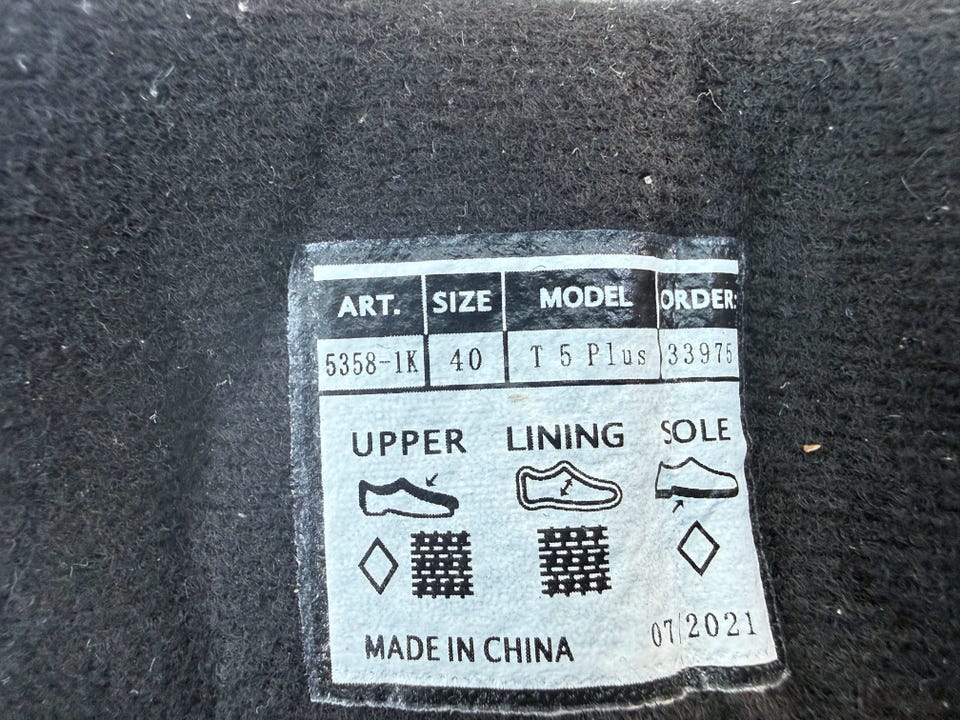 ART. SIZE MODEL ORDER:
5358-1K 40 T 5 Plus 33975
UPPER LINING SOLE
MADE IN CHINA 07/2021